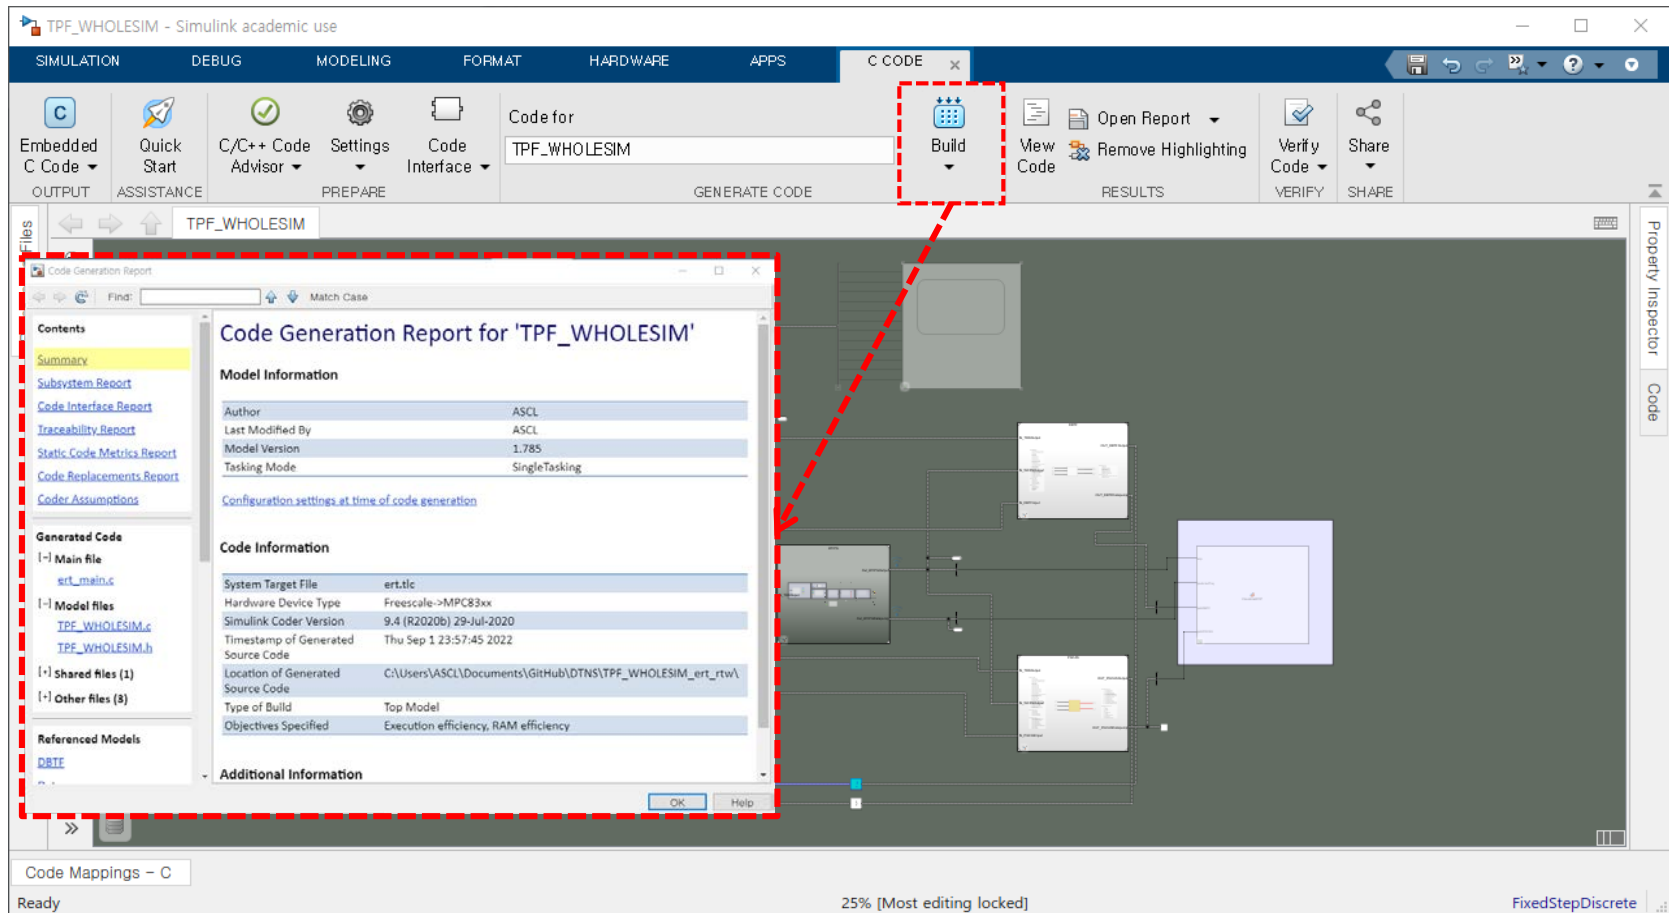 TPF_WHOLESIM - Simulink academic use
SIMULATION DEBUG MODELING FORMAT HARDWARE APPS C CODE
Embedded C Code
Quick Start
C/C++ Code Advisor
Settings
Code Interface
Code for
TPF_WHOLESIM
Build
View Code
Open Report
Remove Highlighting
Verify Code
Share
OUTPUT ASSISTANCE PREPARE GENERATE CODE RESULTS VERIFY SHARE
Files
TPF_WHOLESIM
Property Inspector
Code
Code Generation Report
Find: Match Case
Contents
Summary
Subsystem Report
Code Interface Report
Traceability Report
Static Code Metrics Report
Code Replacements Report
Coder Assumptions
Generated Code
[-] Main file
ert_main.c
[-] Model files
TPF_WHOLESIM.c
TPF_WHOLESIM.h
[+] Shared files (1)
[+] Other files (3)
Referenced Models
DBTF
Code Generation Report for 'TPF_WHOLESIM'
Model Information
Author ASCL
Last Modified By ASCL
Model Version 1.785
Tasking Mode SingleTasking
Configuration settings at time of code generation
Code Information
System Target File ert.tlc
Hardware Device Type Freescale->MPC83xx
Simulink Coder Version 9.4 (R2020b) 29-Jul-2020
Timestamp of Generated Source Code Thu Sep 1 23:57:45 2022
Location of Generated Source Code C:\Users\ASCL\Documents\GitHub\DTNS\TPF_WHOLESIM_ert_rtw\
Type of Build Top Model
Objectives Specified Execution efficiency, RAM efficiency
Additional Information
OK Help
Code Mappings - C
Ready 25% [Most editing locked] FixedStepDiscrete